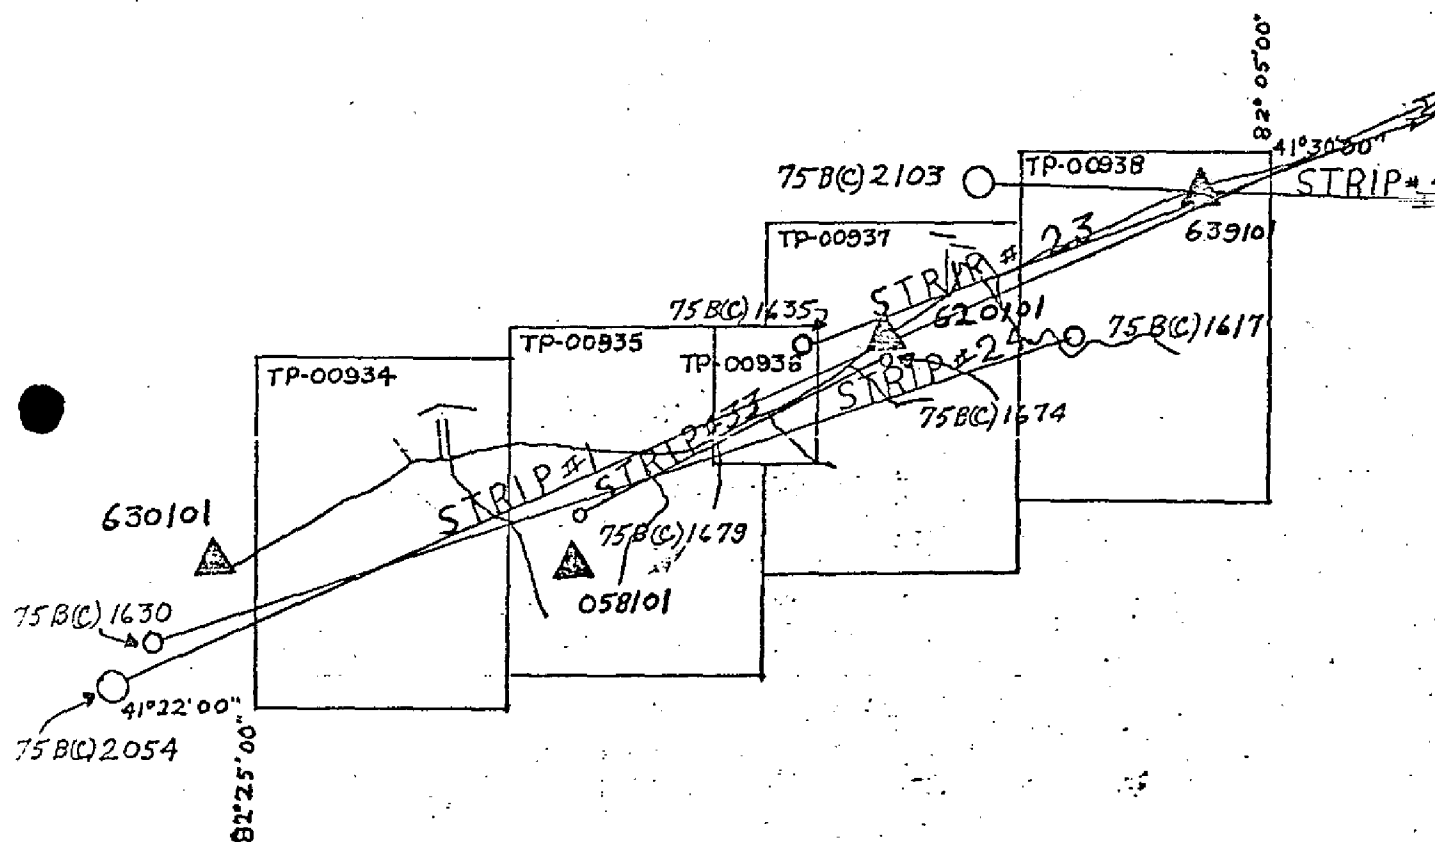 82° 05'00"
41°30'00"
75B(C)2103
TP-00938
STRIP#
639101
TP-00937
STRIP # 23
75B(C)1635
620101
75B(C)1617
TP-00935
TP-00936
STRIP #24
TP-00934
75B(C)1674
STRIP #33
STRIP #1
630101
75B(C)1679
058101
75B(C)1630
41°22'00"
75B(C)2054
82°25'00"